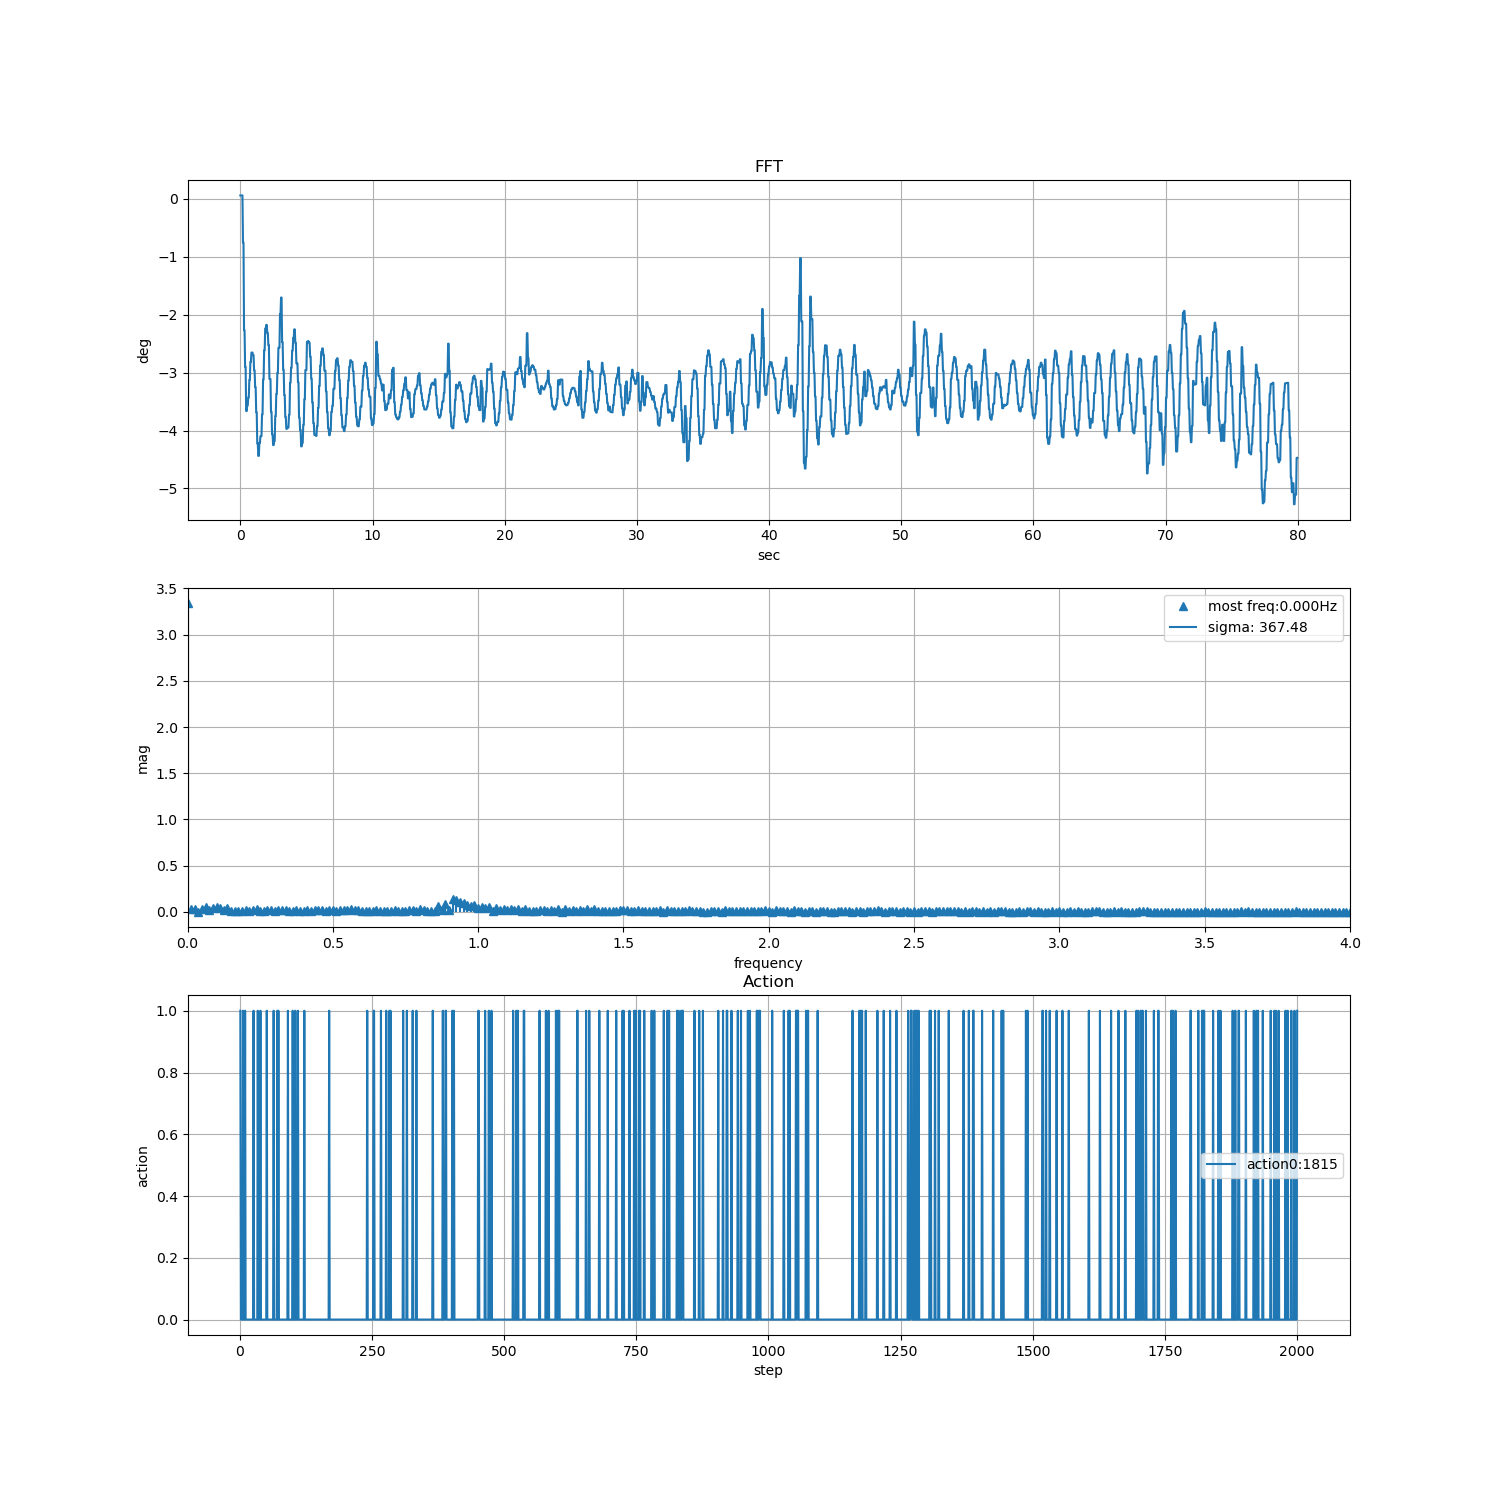 FFT
0
−1
−2
−3
−4
−5
deg
0 10 20 30 40 50 60 70 80
sec
3.5
3.0
2.5
2.0
1.5
1.0
0.5
0.0
mag
most freq:0.000Hz
sigma: 367.48
0.0 0.5 1.0 1.5 2.0 2.5 3.0 3.5 4.0
frequency
Action
1.0
0.8
0.6
0.4
0.2
0.0
action
action0:1815
0 250 500 750 1000 1250 1500 1750 2000
step